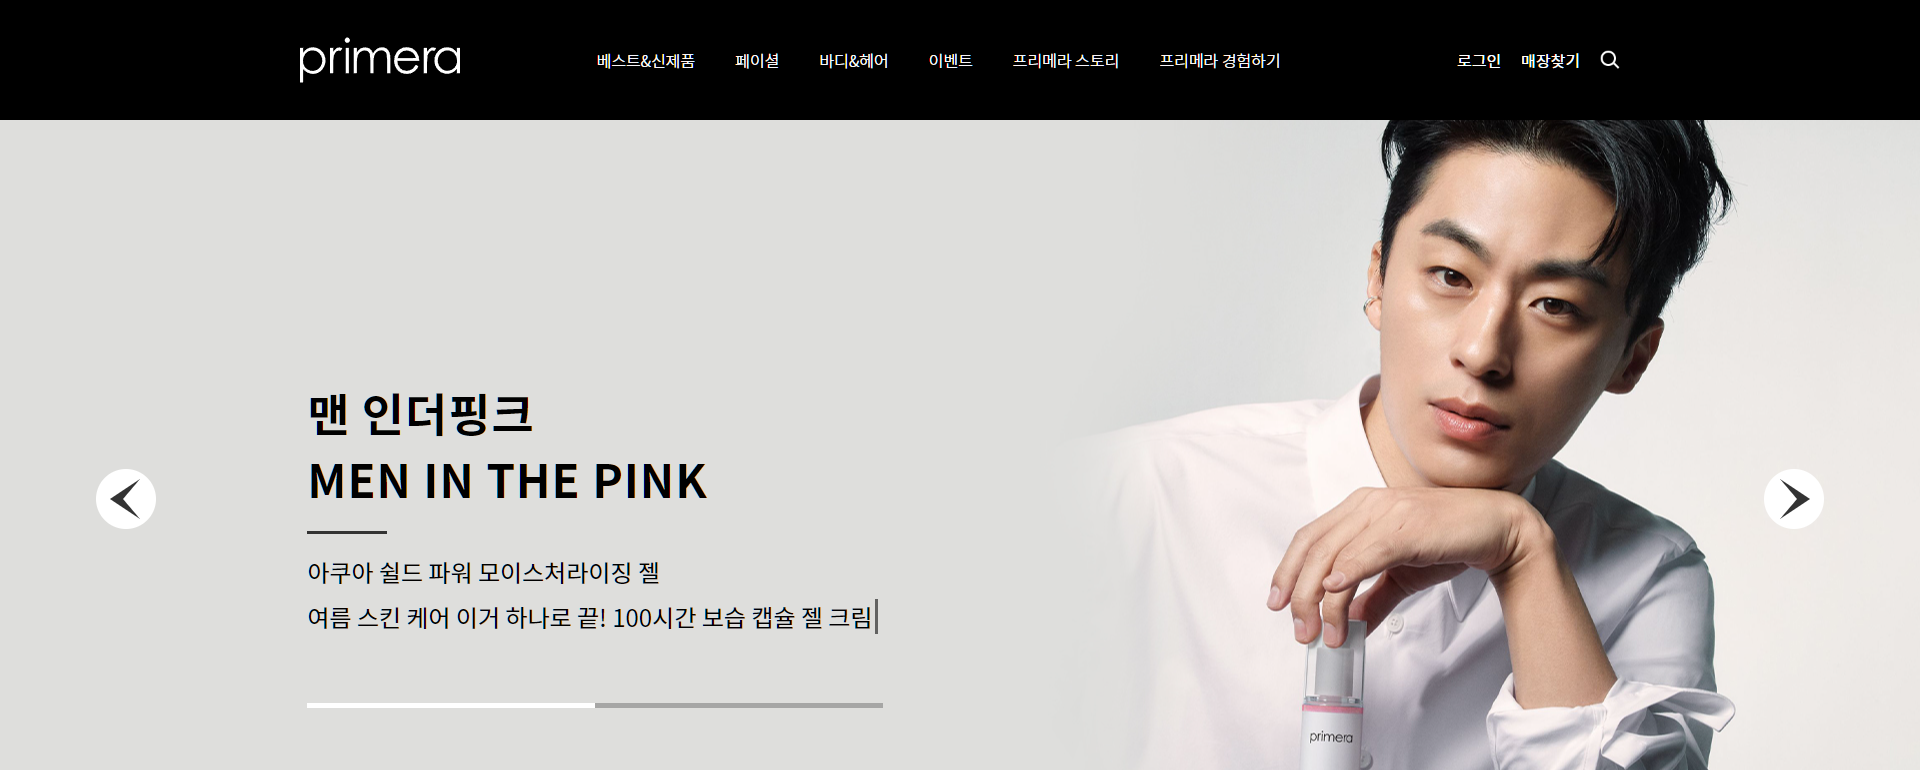 primera
베스트&신제품 페이셜 바디&헤어 이벤트 프리메라 스토리 프리메라 경험하기 로그인 매장찾기
맨 인더핑크
MEN IN THE PINK
아쿠아 쉴드 파워 모이스처라이징 젤
여름 스킨 케어 이거 하나로 끝! 100시간 보습 캡슐 젤 크림
primera